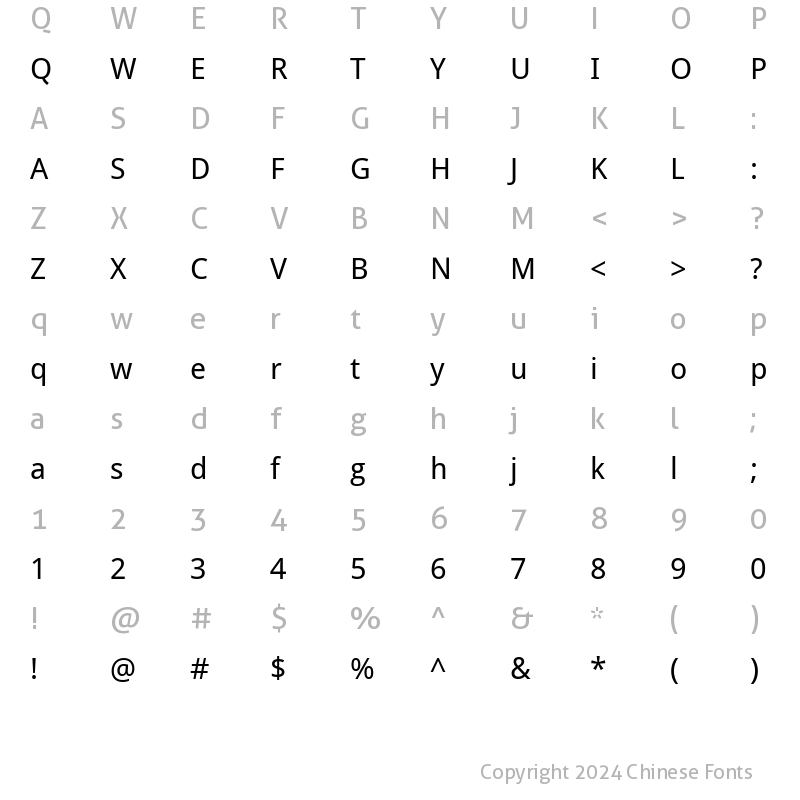 Q W E R T Y U I O P
Q W E R T Y U I O P
A S D F G H J K L :
A S D F G H J K L :
Z X C V B N M < > ?
Z X C V B N M < > ?
q w e r t y u i o p
q w e r t y u i o p
a s d f g h j k l ;
a s d f g h j k l ;
1 2 3 4 5 6 7 8 9 0
1 2 3 4 5 6 7 8 9 0
! @ # $ % ^ & * ( )
! @ # $ % ^ & * ( )
Copyright 2024 Chinese Fonts